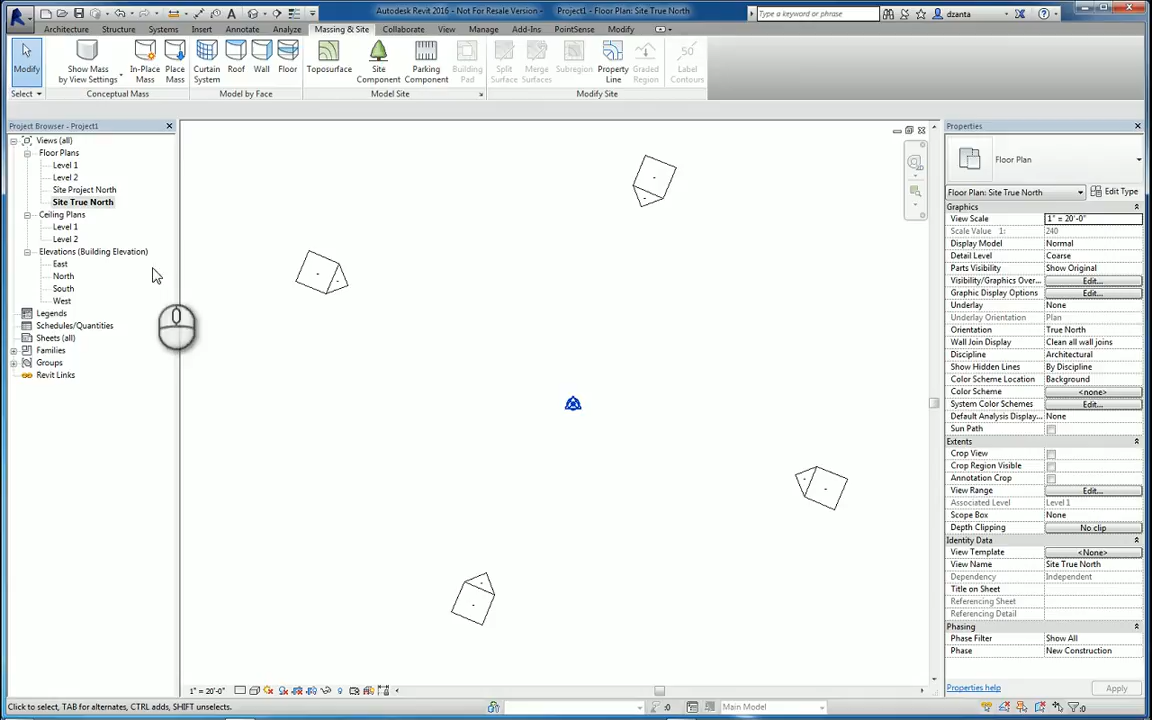 Autodesk Revit 2016 - Not For Resale Version - Project1 - Floor Plan: Site True North
Type a keyword or phrase
dzanta
Architecture Structure Systems Insert Annotate Analyze Massing & Site Collaborate View Manage Add-Ins PointSense Modify
Modify
Show Mass by View Settings
In-Place Mass
Place Mass
Curtain System
Roof
Wall
Floor
Toposurface
Site Component
Parking Component
Building Pad
Split Surface
Merge Surfaces
Subregion
Property Line
Graded Region
50
Label Contours
Select
Conceptual Mass
Model by Face
Model Site
Modify Site
Project Browser - Project1
Views (all)
Floor Plans
Level 1
Level 2
Site Project North
Site True North
Ceiling Plans
Level 1
Level 2
Elevations (Building Elevation)
East
North
South
West
Legends
Schedules/Quantities
Sheets (all)
Families
Groups
Revit Links
Properties
Floor Plan
Floor Plan: Site True North Edit Type
Graphics
View Scale 1" = 20'-0"
Scale Value 1: 240
Display Model Normal
Detail Level Coarse
Parts Visibility Show Original
Visibility/Graphics Over... Edit...
Graphic Display Options Edit...
Underlay None
Underlay Orientation Plan
Orientation True North
Wall Join Display Clean all wall joins
Discipline Architectural
Show Hidden Lines By Discipline
Color Scheme Location Background
Color Scheme <none>
System Color Schemes Edit...
Default Analysis Display... None
Sun Path
Extents
Crop View
Crop Region Visible
Annotation Crop
View Range Edit...
Associated Level Level 1
Scope Box None
Depth Clipping No clip
Identity Data
View Template <None>
View Name Site True North
Dependency Independent
Title on Sheet
Referencing Sheet
Referencing Detail
Phasing
Phase Filter Show All
Phase New Construction
Properties help Apply
1" = 20'-0"
Click to select, TAB for alternates, CTRL adds, SHIFT unselects.
:0
Main Model
:0